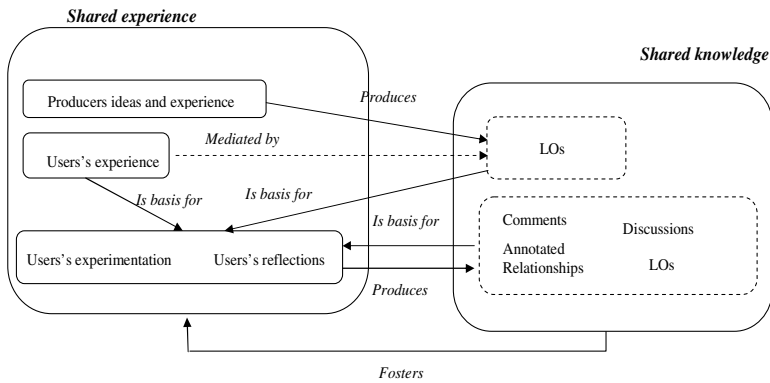 Shared experience
Shared knowledge
Producers ideas and experience
Produces
LOs
Mediated by
Users's experience
Is basis for
Is basis for
Is basis for
Comments
Discussions
Annotated
Relationships
LOs
Users's experimentation
Users's reflections
Produces
Fosters